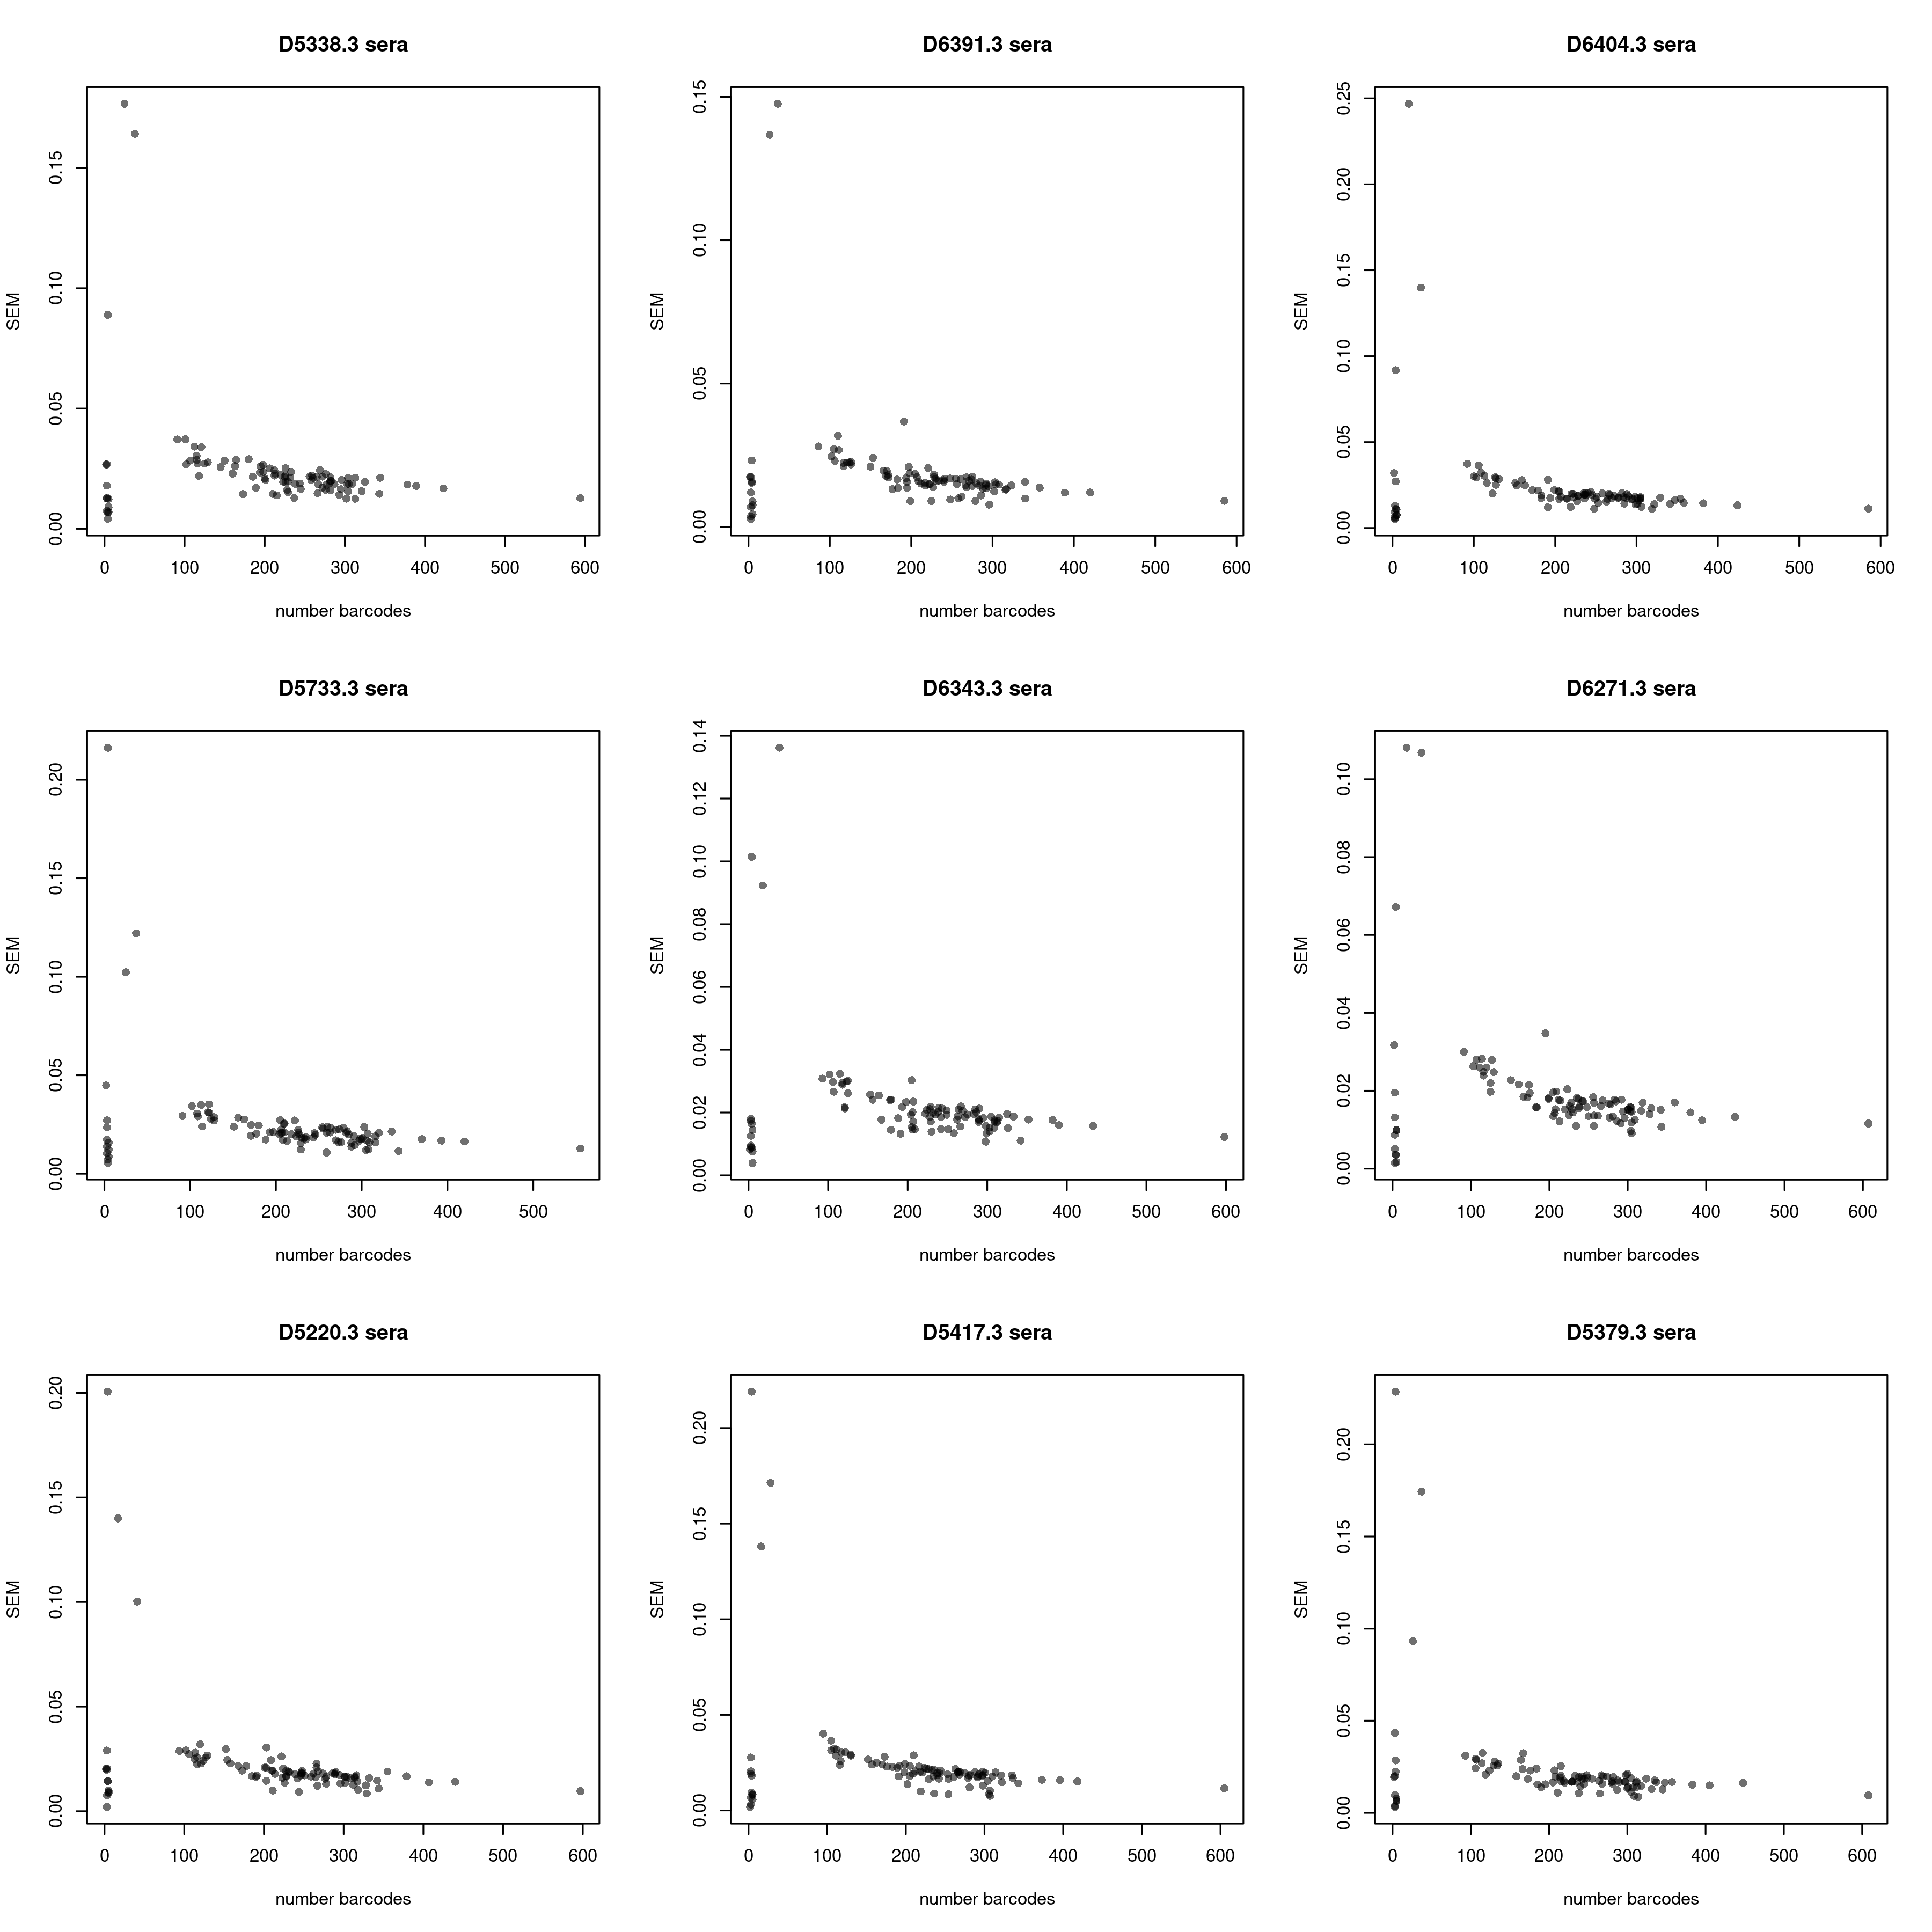 D5338.3 sera
SEM
0.00 0.05 0.10 0.15
0 100 200 300 400 500 600
number barcodes
D6391.3 sera
SEM
0.00 0.05 0.10 0.15
0 100 200 300 400 500 600
number barcodes
D6404.3 sera
SEM
0.00 0.05 0.10 0.15 0.20 0.25
0 100 200 300 400 500 600
number barcodes
D5733.3 sera
SEM
0.00 0.05 0.10 0.15 0.20
0 100 200 300 400 500
number barcodes
D6343.3 sera
SEM
0.00 0.02 0.04 0.06 0.08 0.10 0.12 0.14
0 100 200 300 400 500 600
number barcodes
D6271.3 sera
SEM
0.00 0.02 0.04 0.06 0.08 0.10
0 100 200 300 400 500 600
number barcodes
D5220.3 sera
SEM
0.00 0.05 0.10 0.15 0.20
0 100 200 300 400 500 600
number barcodes
D5417.3 sera
SEM
0.00 0.05 0.10 0.15 0.20
0 100 200 300 400 500 600
number barcodes
D5379.3 sera
SEM
0.00 0.05 0.10 0.15 0.20
0 100 200 300 400 500 600
number barcodes